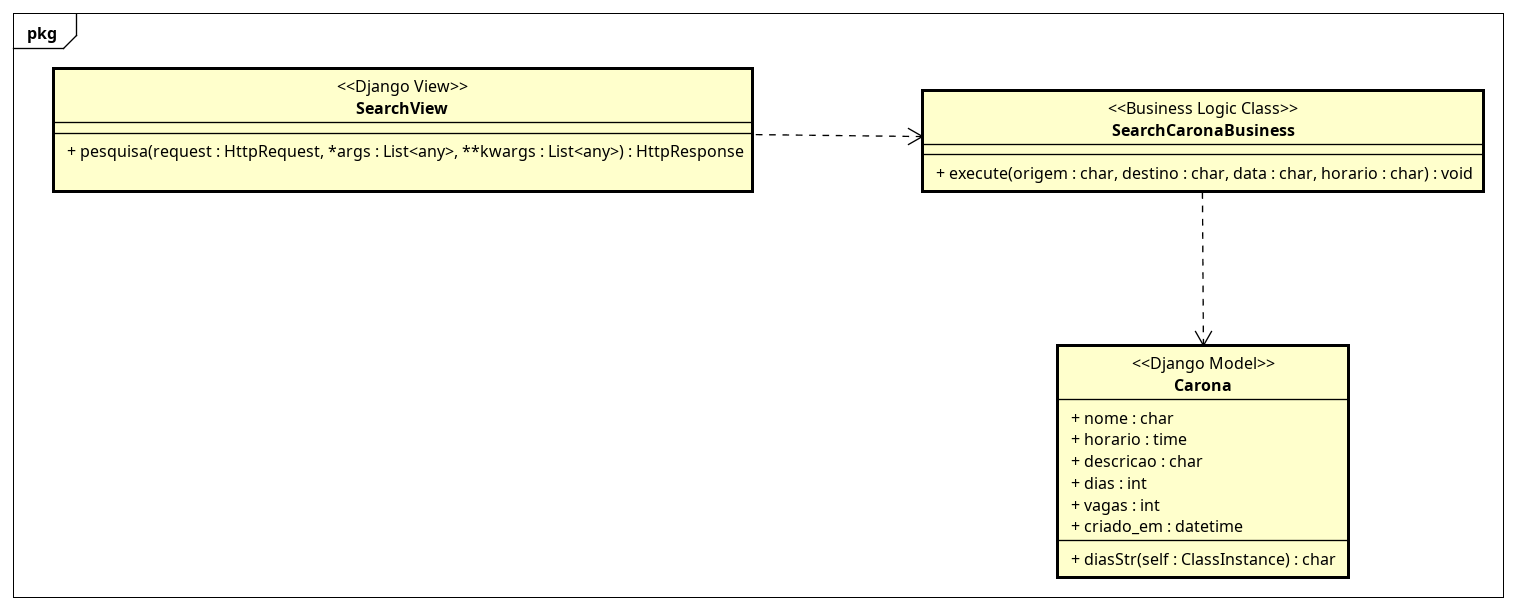 pkg
<<Django View>>
SearchView
+ pesquisa(request : HttpRequest, *args : List<any>, **kwargs : List<any>) : HttpResponse
<<Business Logic Class>>
SearchCaronaBusiness
+ execute(origem : char, destino : char, data : char, horario : char) : void
<<Django Model>>
Carona
+ nome : char
+ horario : time
+ descricao : char
+ dias : int
+ vagas : int
+ criado_em : datetime
+ diasStr(self : ClassInstance) : char